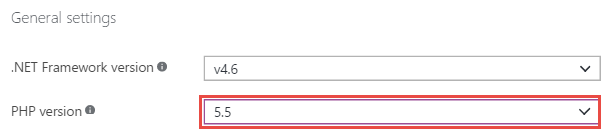 General settings
.NET Framework version v4.6
PHP version 5.5